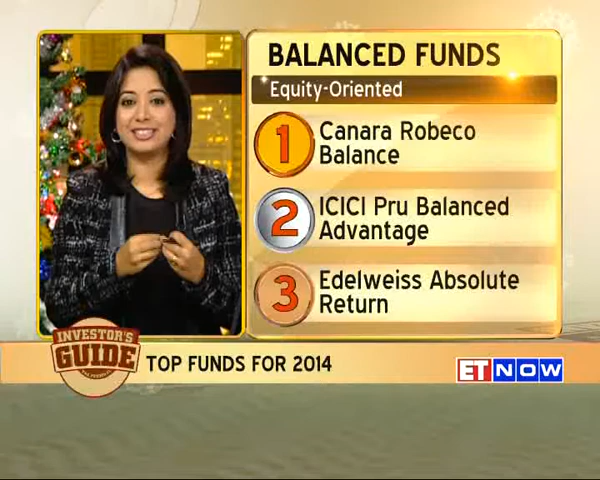 BALANCED FUNDS
Equity-Oriented
1
Canara Robeco
Balance
2
ICICI Pru Balanced
Advantage
3
Edelweiss Absolute
Return
INVESTOR'S
GUIDE
TOP FUNDS FOR 2014
ET NOW